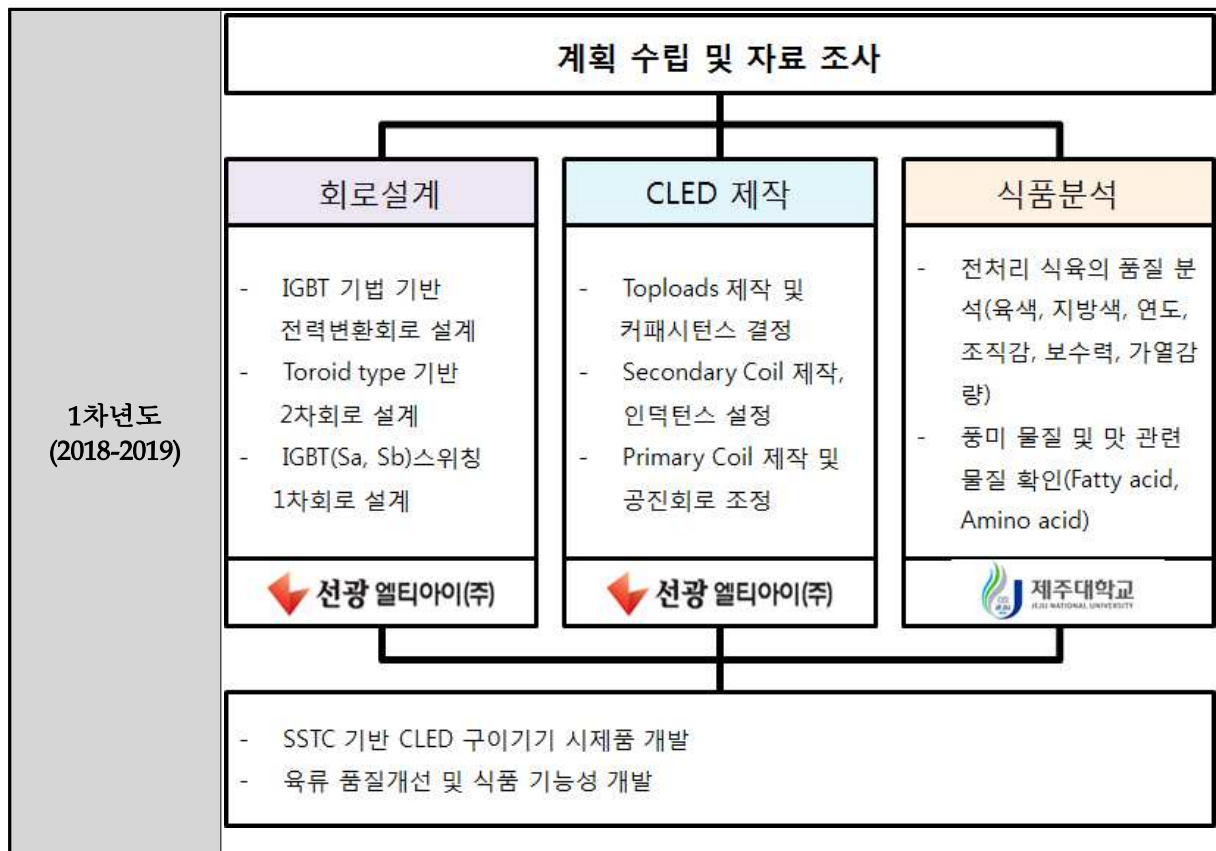 계획 수립 및 자료 조사
1차년도
(2018-2019)
회로설계
- IGBT 기법 기반
전력변환회로 설계
- Toroid type 기반
2차회로 설계
- IGBT(Sa, Sb)스위칭
1차회로 설계
선광 엘티아이(주)
CLED 제작
- Toploads 제작 및
커패시턴스 결정
- Secondary Coil 제작,
인덕턴스 설정
- Primary Coil 제작 및
공진회로 조정
선광 엘티아이(주)
식품분석
- 전처리 식육의 품질 분
석(육색, 지방색, 연도,
조직감, 보수력, 가열감
량)
- 풍미 물질 및 맛 관련
물질 확인(Fatty acid,
Amino acid)
제주대학교
JEJU NATIONAL UNIVERSITY
- SSTC 기반 CLED 구이기기 시제품 개발
- 육류 품질개선 및 식품 기능성 개발